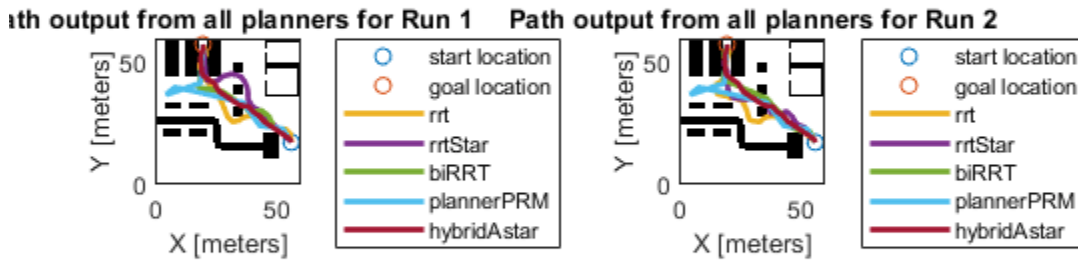 ath output from all planners for Run 1
Path output from all planners for Run 2
Y [meters]
50
0
0
50
X [meters]
start location
goal location
rrt
rrtStar
biRRT
plannerPRM
hybridAstar
Y [meters]
50
0
0
50
X [meters]
start location
goal location
rrt
rrtStar
biRRT
plannerPRM
hybridAstar